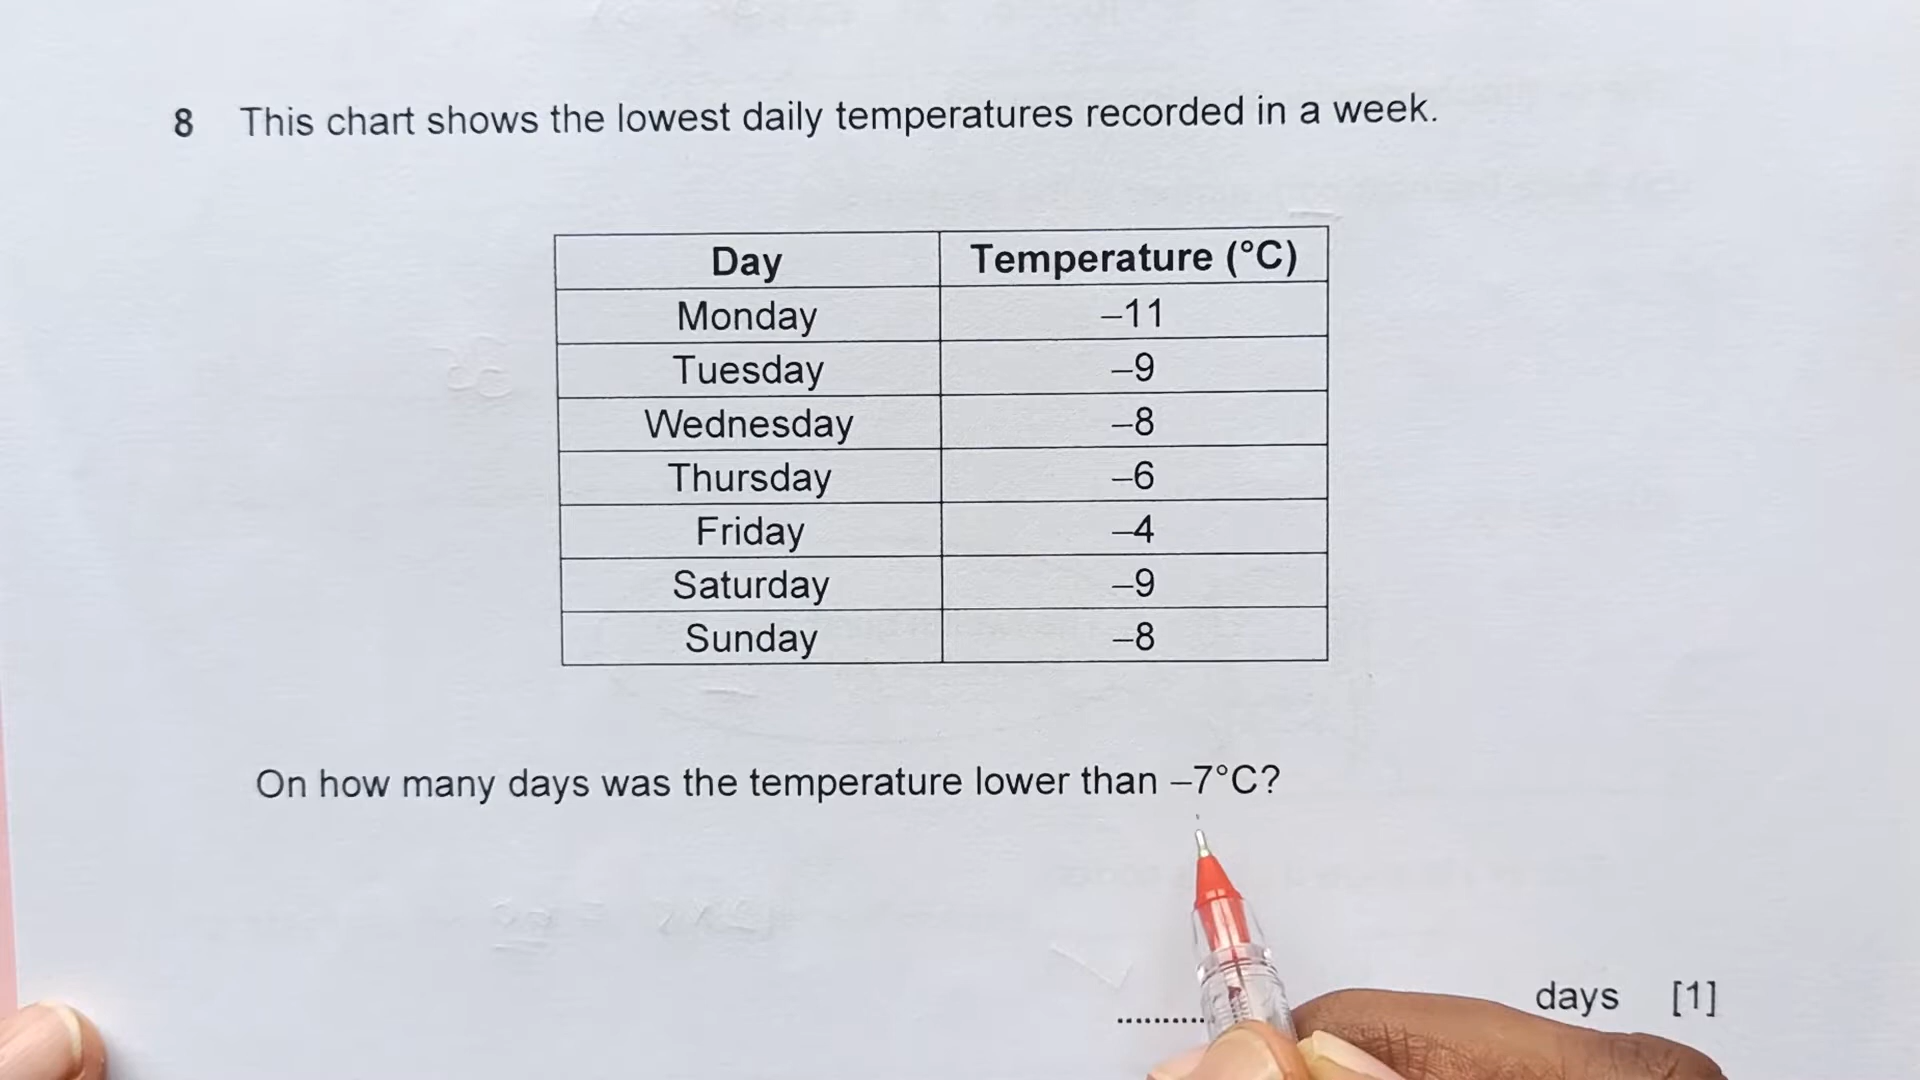 8 This chart shows the lowest daily temperatures recorded in a week.
Day Temperature (°C)
Monday –11
Tuesday –9
Wednesday –8
Thursday –6
Friday –4
Saturday –9
Sunday –8
On how many days was the temperature lower than –7°C?
.......... days [1]